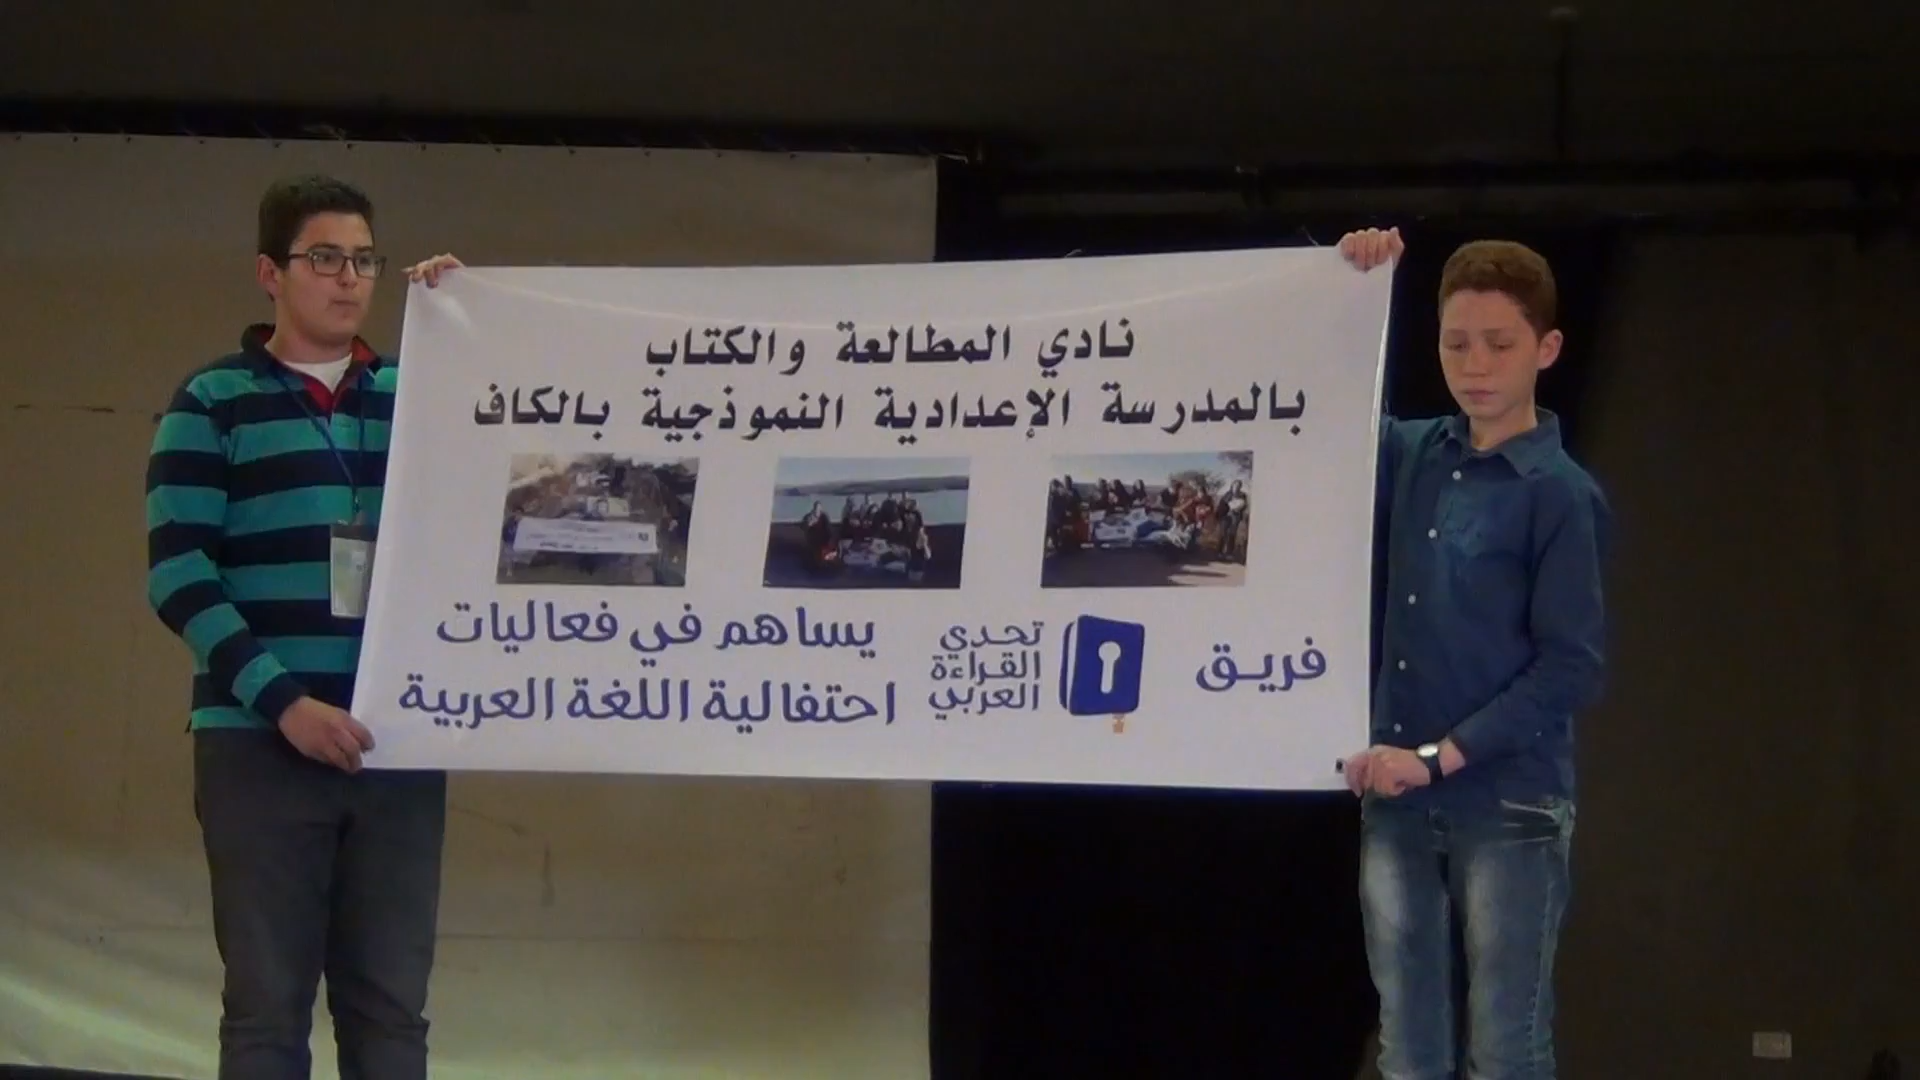 نادي المطالعة والكتاب
بالمدرسة الإعدادية النموذجية بالكاف
فريق
تحدي
القراءة
العربي
يساهم في فعاليات
احتفالية اللغة العربية